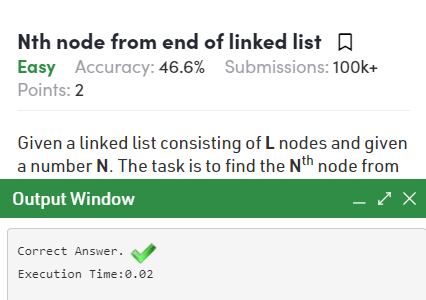 Nth node from end of linked list
Easy Accuracy: 46.6% Submissions: 100k+
Points: 2
Given a linked list consisting of L nodes and given
a number N. The task is to find the Nth node from
Output Window
Correct Answer.
Execution Time:0.02